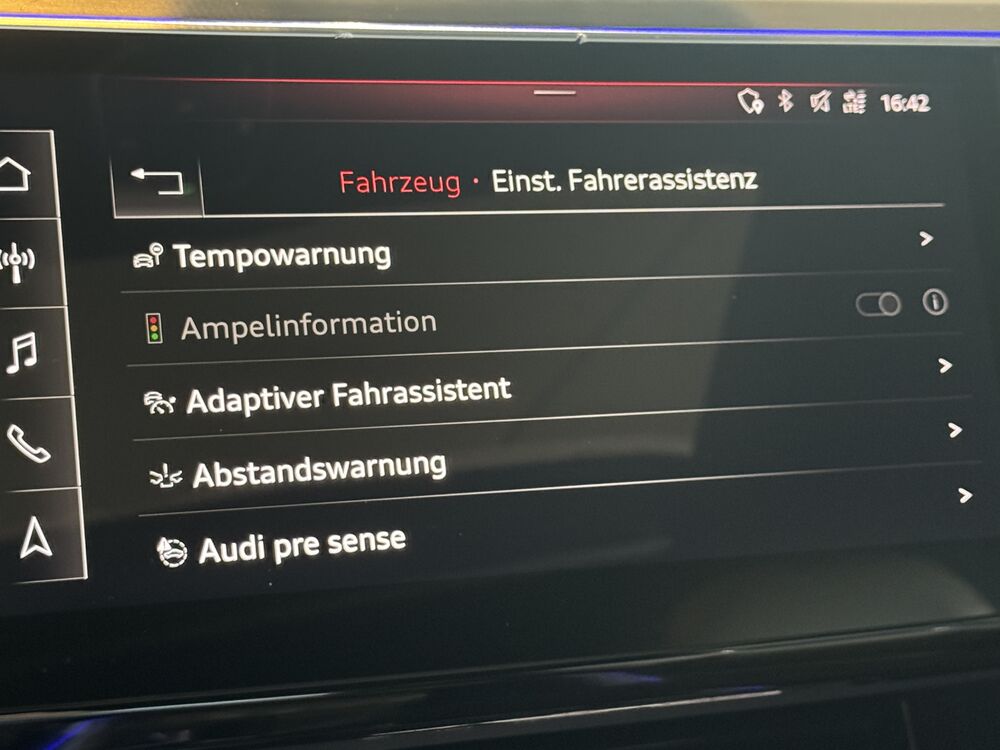 16:42
Fahrzeug · Einst. Fahrerassistenz
Tempowarnung
Ampelinformation
Adaptiver Fahrassistent
Abstandswarnung
Audi pre sense